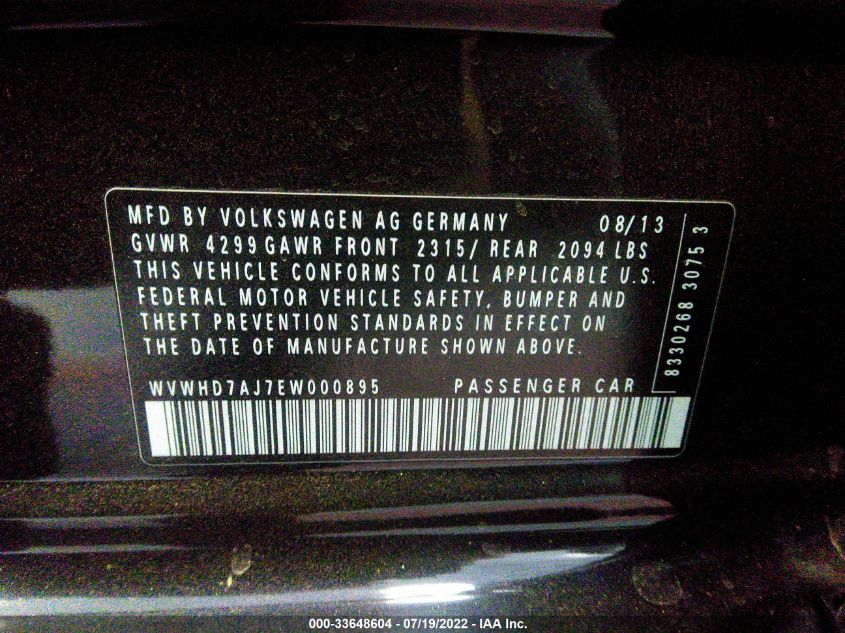 MFD BY VOLKSWAGEN AG GERMANY 08/13
GVWR 4299 GAWR FRONT 2315/ REAR 2094 LBS
THIS VEHICLE CONFORMS TO ALL APPLICABLE U.S.
FEDERAL MOTOR VEHICLE SAFETY, BUMPER AND
THEFT PREVENTION STANDARDS IN EFFECT ON
THE DATE OF MANUFACTURE SHOWN ABOVE.
WVWHD7AJ7EW000895 PASSENGER CAR
8330268 3075 3
000-33648604 - 07/19/2022 - IAA Inc.